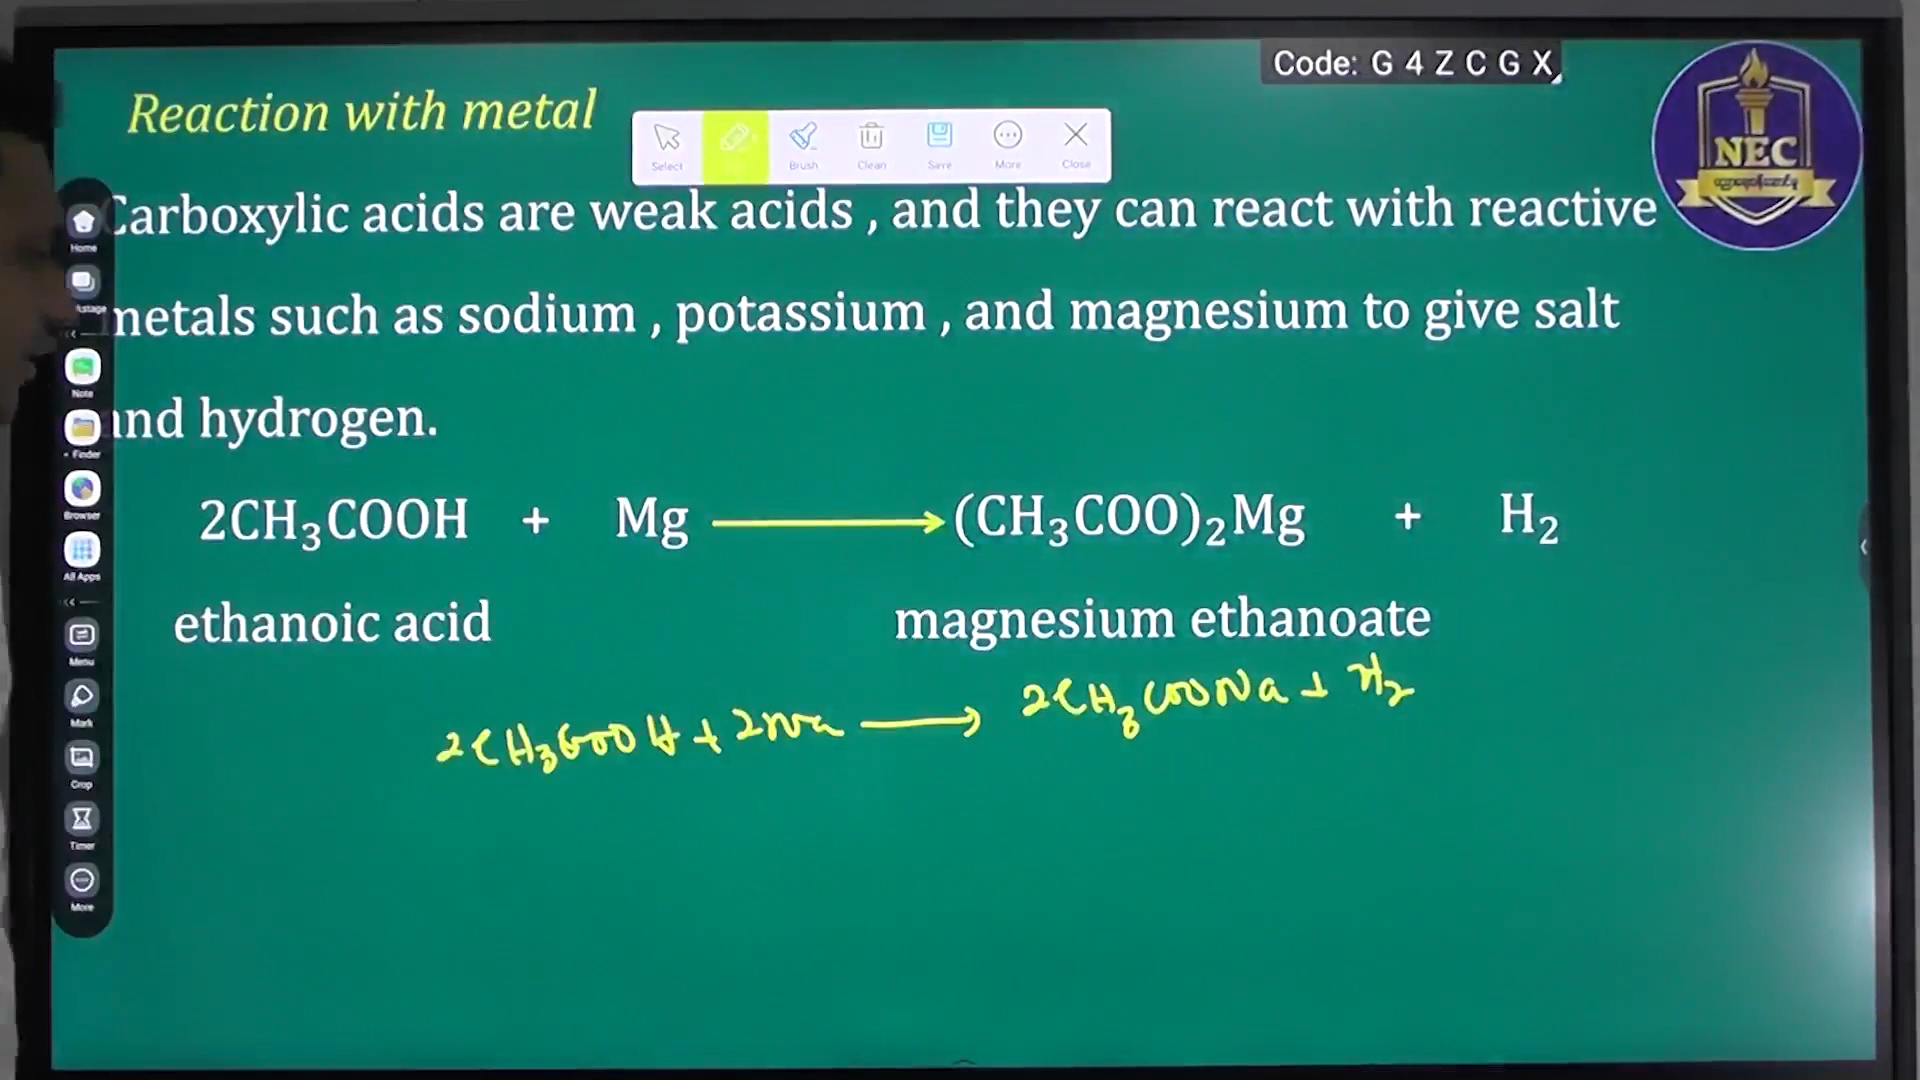 Code: G 4 Z C G X
Reaction with metal
Select
Brush
Clean
Save
More
Close
NEC
Carboxylic acids are weak acids , and they can react with reactive
metals such as sodium , potassium , and magnesium to give salt
and hydrogen.
2CH₃COOH + Mg ⟶ (CH₃COO)₂Mg + H₂
ethanoic acid magnesium ethanoate
2CH₃COOH + 2Na ⟶ 2CH₃COONa + H₂
Home
Note
Finder
Browser
All Apps
Menu
Mark
Crop
Timer
More